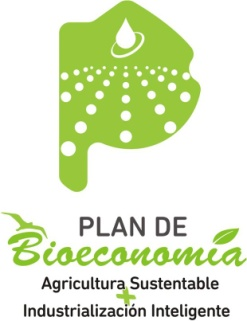 PLAN DE
Bioeconomía
Agricultura Sustentable
+
Industrialización Inteligente